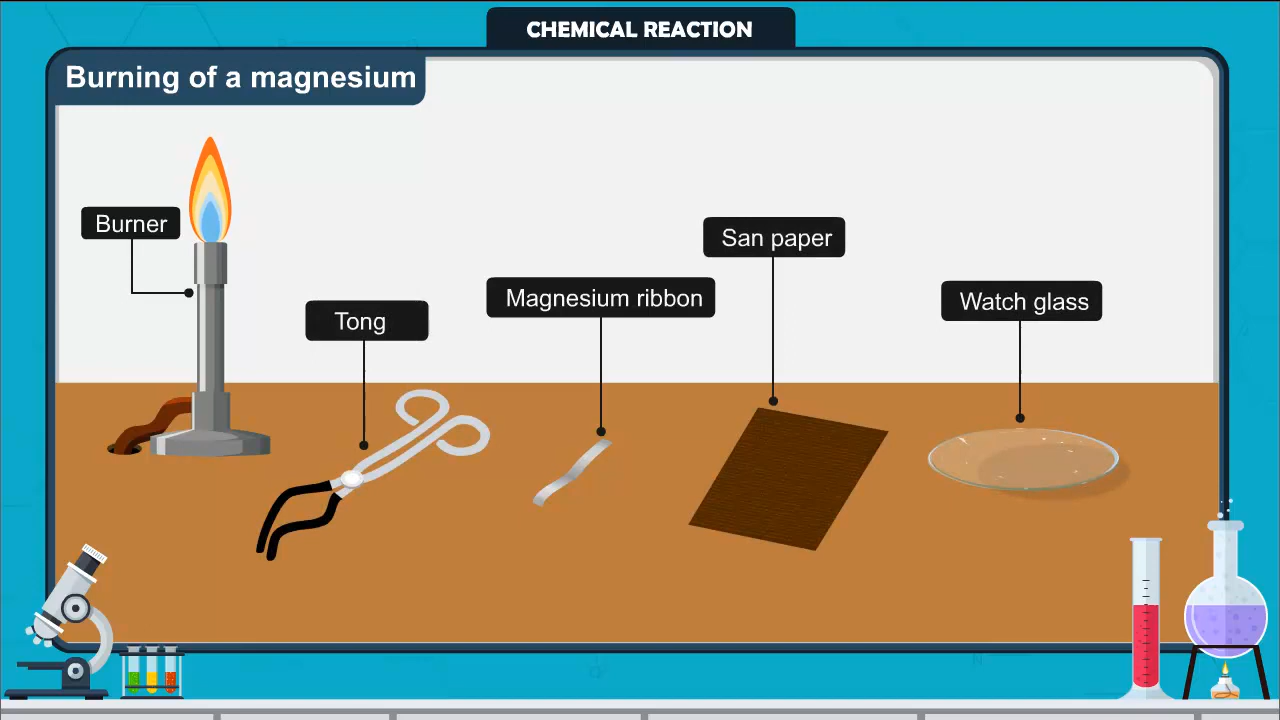 CHEMICAL REACTION
Burning of a magnesium
Burner
Tong
Magnesium ribbon
San paper
Watch glass